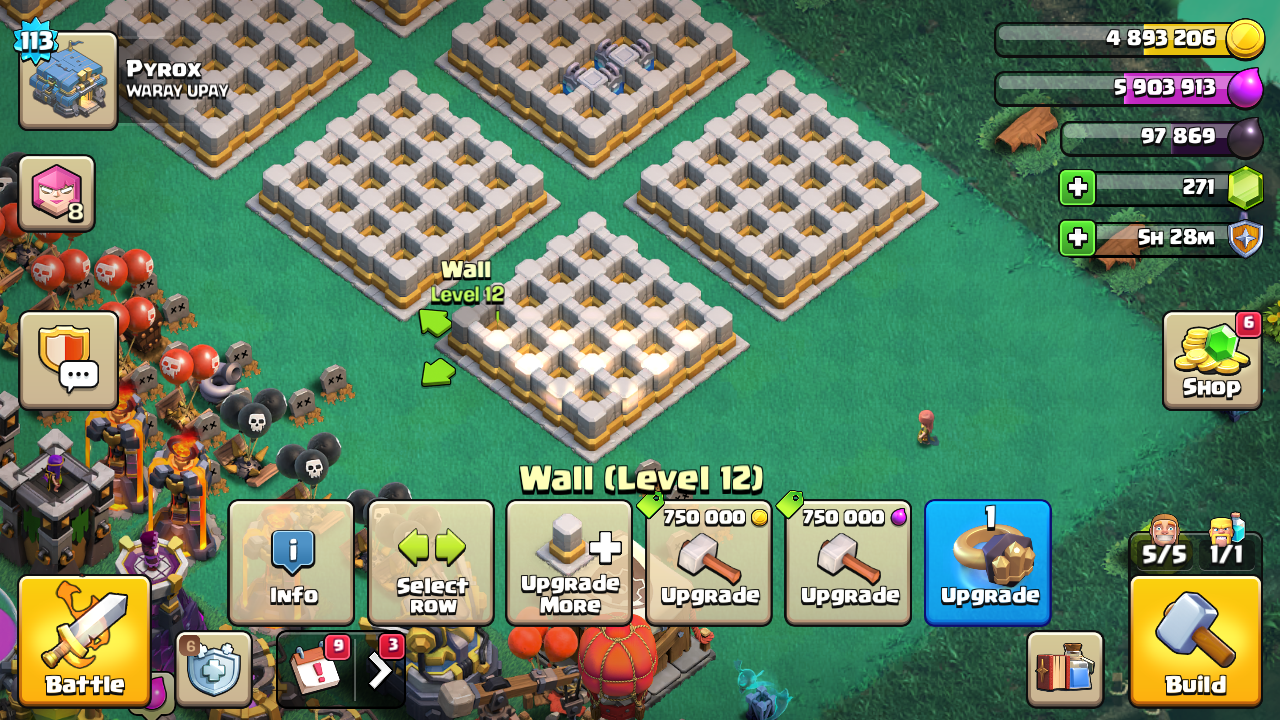 113
Pyrox
WARAY UPAY
4 893 206
5 903 913
97 869
271
5H 28M
8
Wall
Level 12
6
Shop
Wall (Level 12)
Info
Select
Row
Upgrade
More
750 000
Upgrade
750 000
Upgrade
1
Upgrade
5/5
1/1
Battle
6
9
3
Build